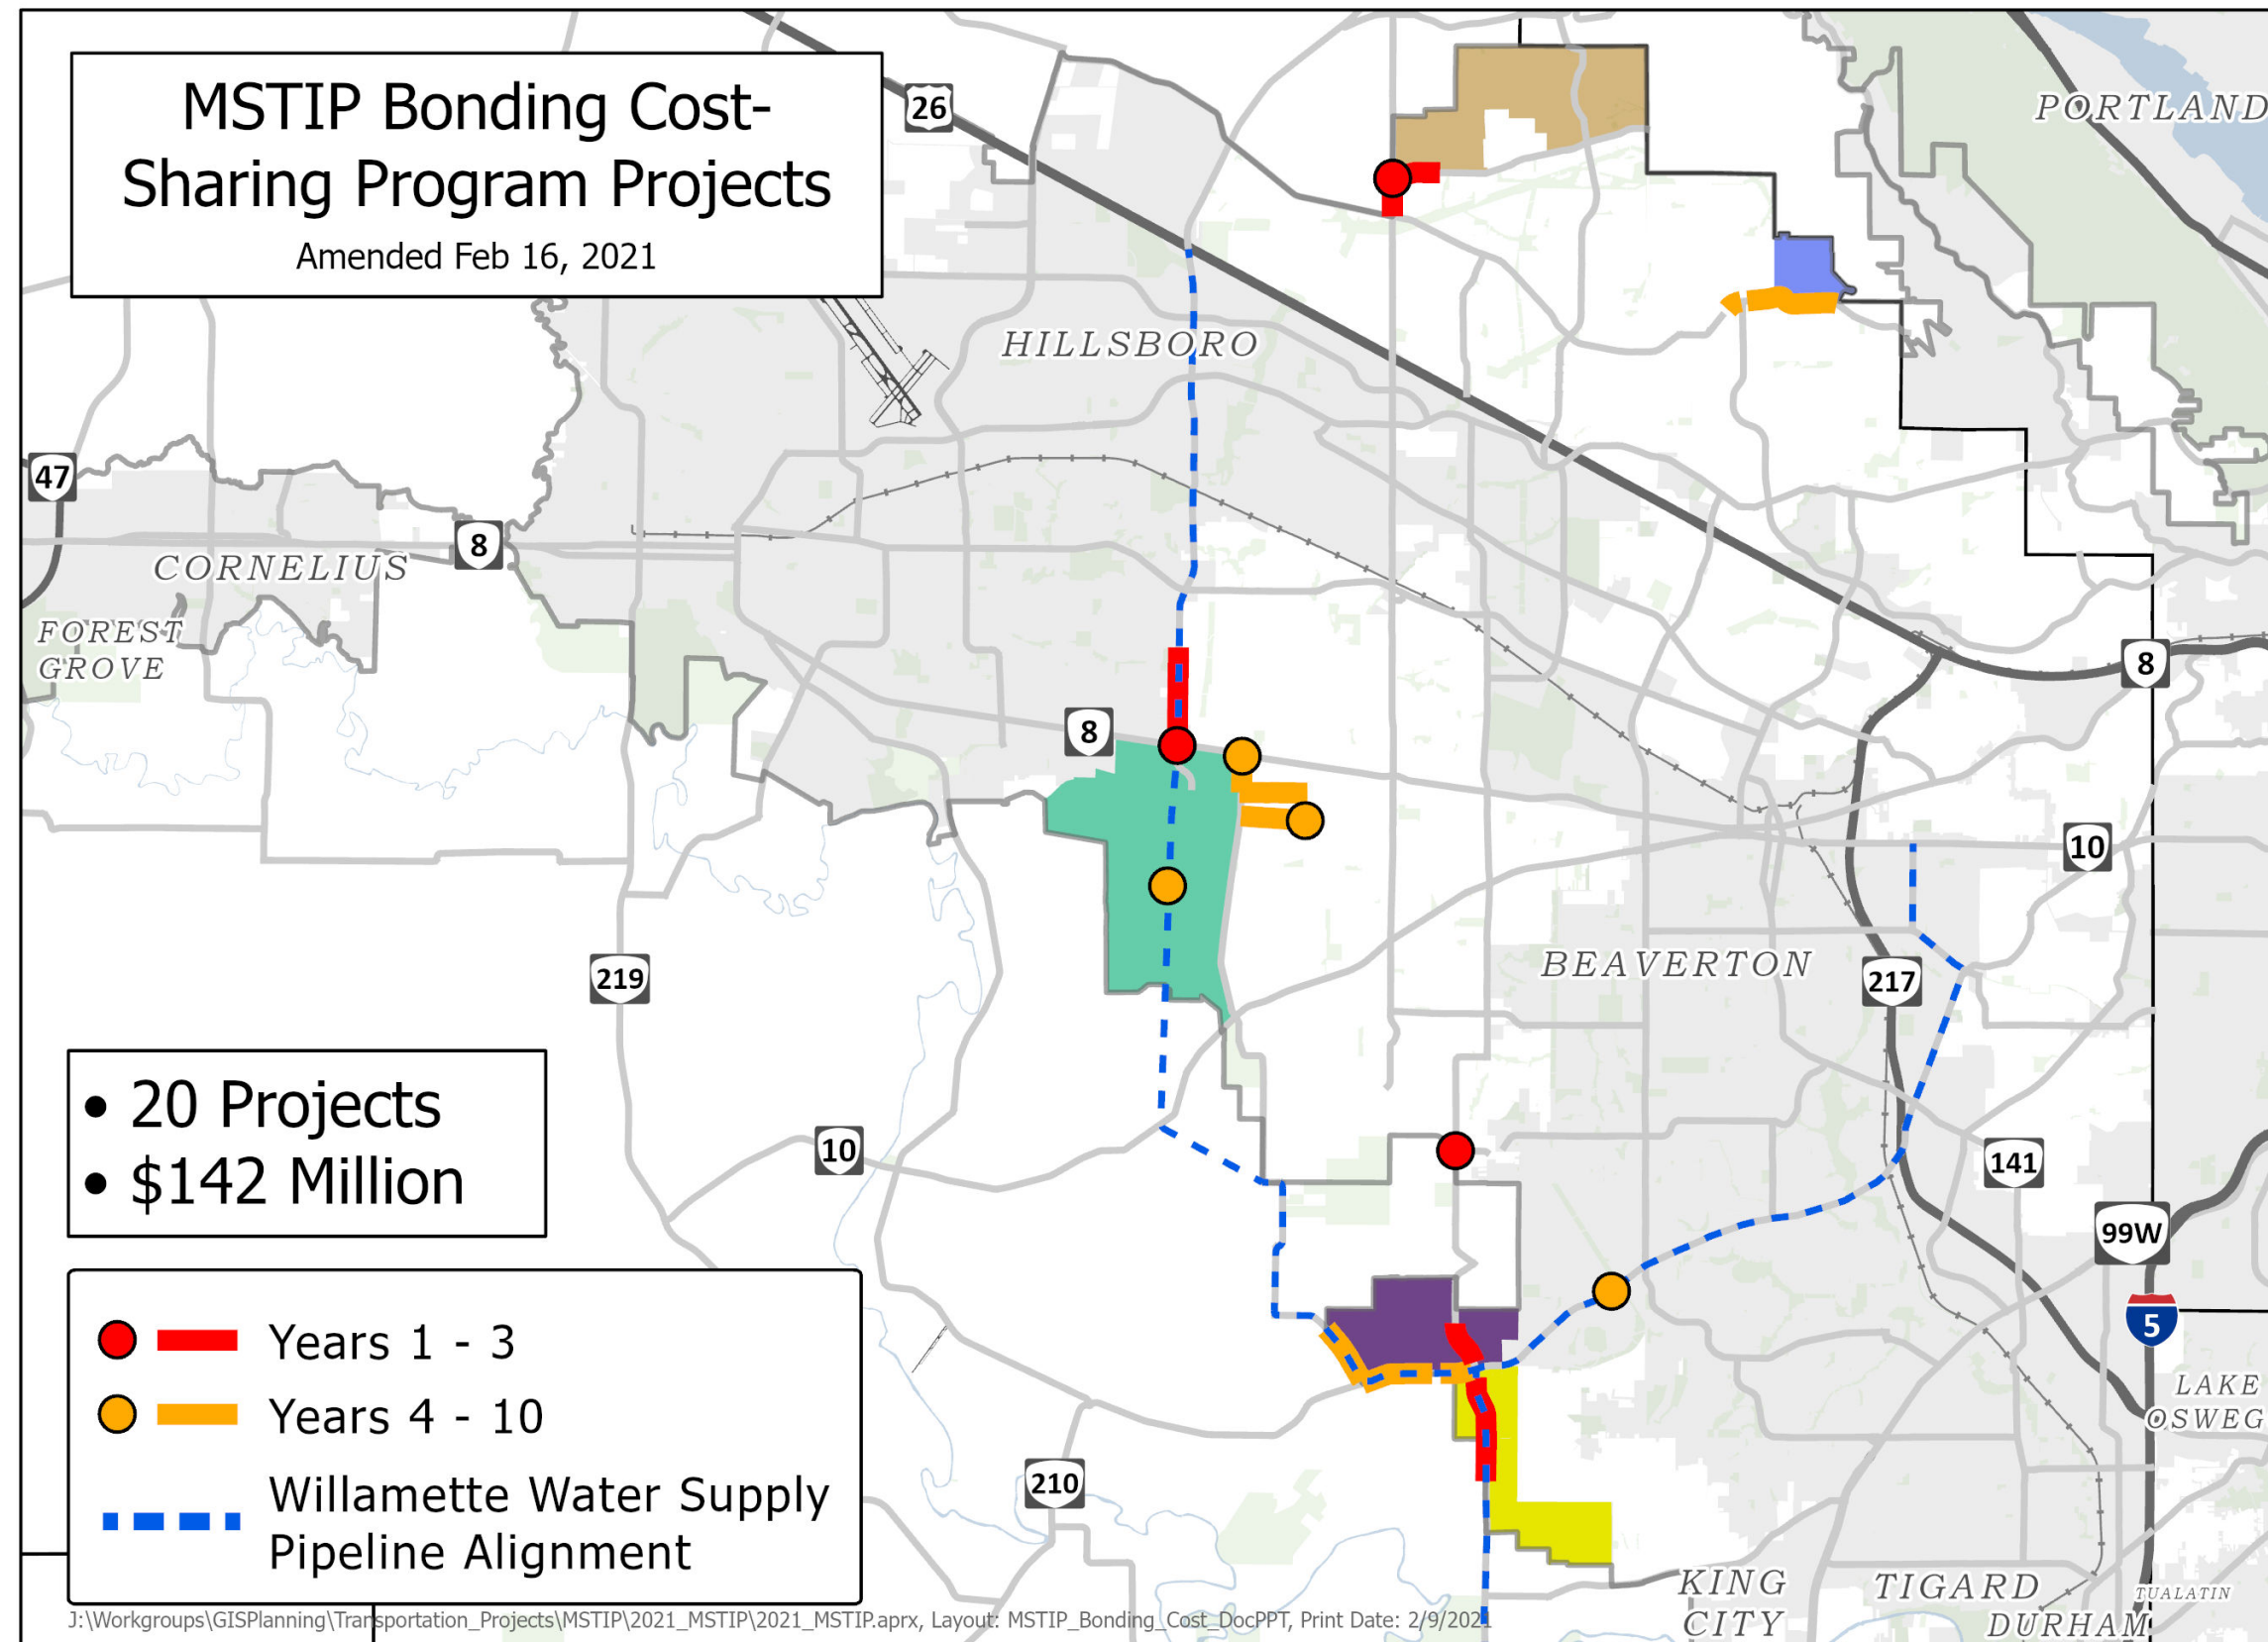 MSTIP Bonding Cost-
Sharing Program Projects
Amended Feb 16, 2021
26
PORTLAND
HILLSBORO
47
8
CORNELIUS
FOREST
GROVE
8
8
10
BEAVERTON
217
219
• 20 Projects
• $142 Million
10
141
99W
5
Years 1 - 3
Years 4 - 10
Willamette Water Supply
Pipeline Alignment
LAKE
OSWEG
210
KING
CITY
TIGARD
TUALATIN
DURHAM
J:\Workgroups\GISPlanning\Transportation_Projects\MSTIP\2021_MSTIP\2021_MSTIP.aprx, Layout: MSTIP_Bonding_Cost_DocPPT, Print Date: 2/9/2021